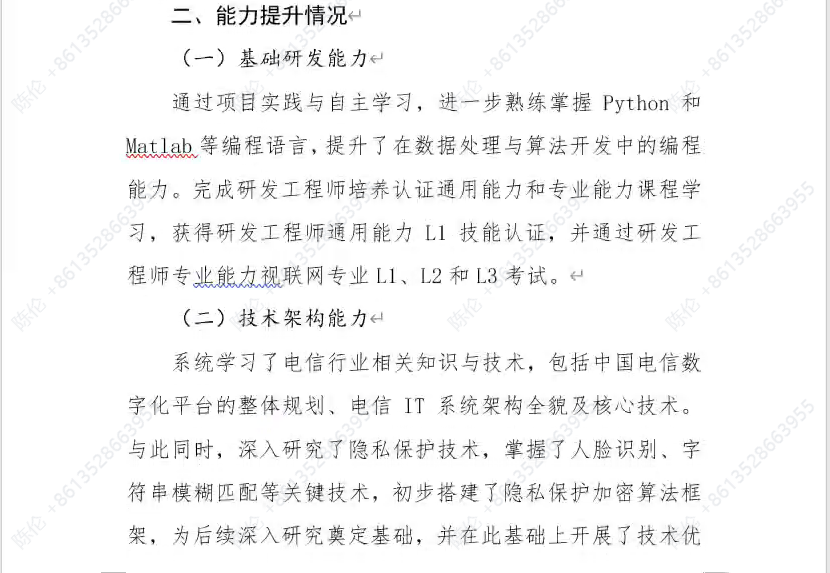 二、能力提升情况
（一）基础研发能力
通过项目实践与自主学习，进一步熟练掌握 Python 和
Matlab 等编程语言，提升了在数据处理与算法开发中的编程
能力。完成研发工程师培养认证通用能力和专业能力课程学
习，获得研发工程师通用能力 L1 技能认证，并通过研发工
程师专业能力视联网专业 L1、L2 和 L3 考试。
（二）技术架构能力
系统学习了电信行业相关知识与技术，包括中国电信数
字化平台的整体规划、电信 IT 系统架构全貌及核心技术。
与此同时，深入研究了隐私保护技术，掌握了人脸识别、字
符串模糊匹配等关键技术，初步搭建了隐私保护加密算法框
架，为后续深入研究奠定基础，并在此基础上开展了技术优
陈伦 +8613528663955